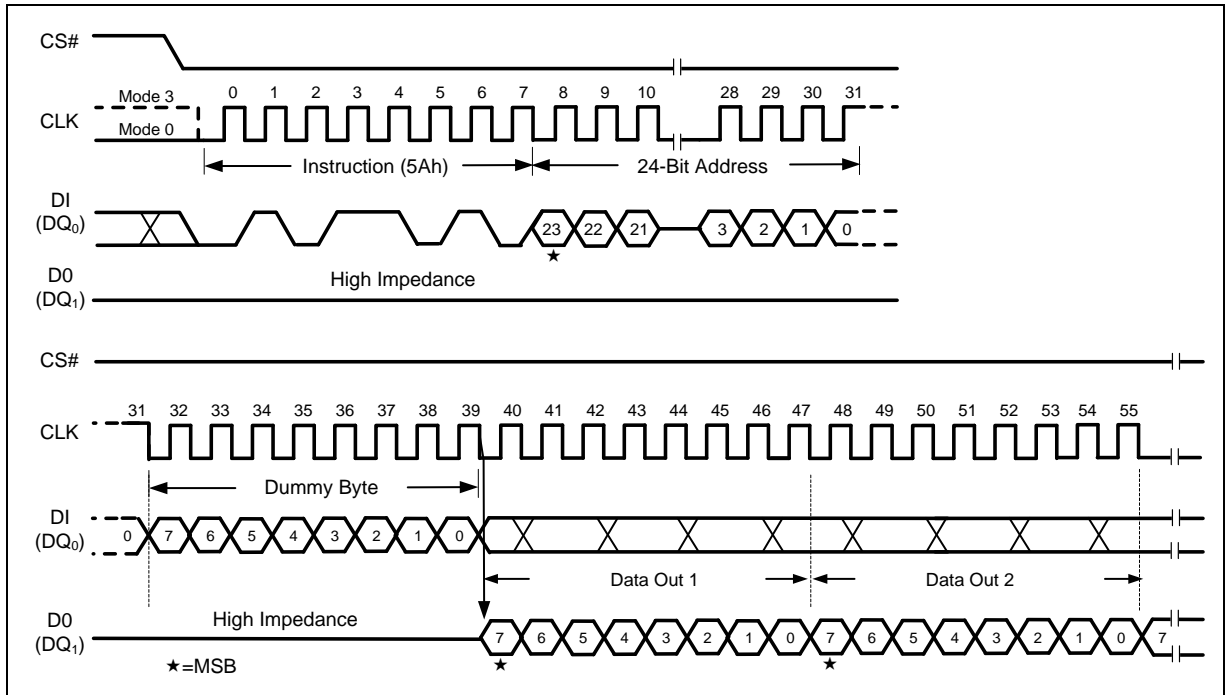 CS#
Mode 3 0 1 2 3 4 5 6 7 8 9 10 28 29 30 31
CLK
Mode 0
Instruction (5Ah) 24-Bit Address
DI
(DQ₀) 23 22 21 3 2 1 0
★
D0 High Impedance
(DQ₁)
CS#
31 32 33 34 35 36 37 38 39 40 41 42 43 44 45 46 47 48 49 50 51 52 53 54 55
CLK
Dummy Byte
DI
(DQ₀) 0 7 6 5 4 3 2 1 0
Data Out 1 Data Out 2
D0 High Impedance
(DQ₁) 7 6 5 4 3 2 1 0 7 6 5 4 3 2 1 0 7
★=MSB ★ ★